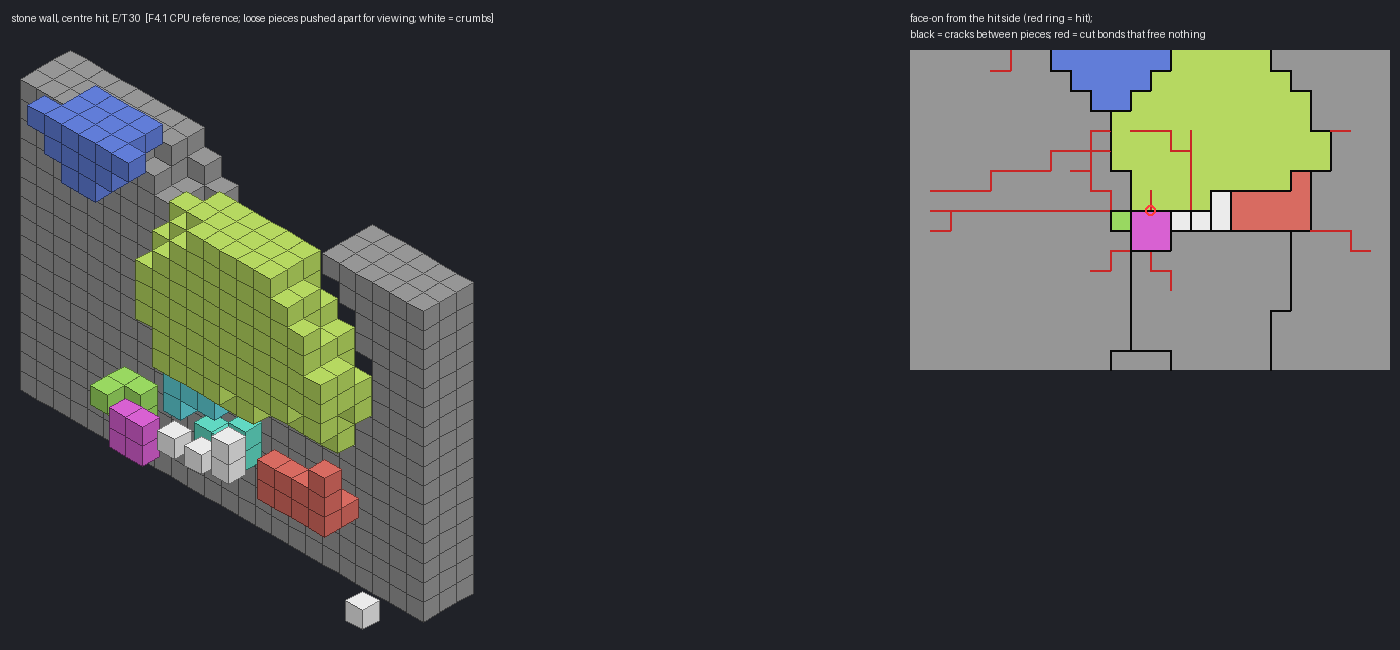 stone wall, centre hit, E/T30 [F4.1 CPU reference; loose pieces pushed apart for viewing; white = crumbs]
face-on from the hit side (red ring = hit);
black = cracks between pieces; red = cut bonds that free nothing